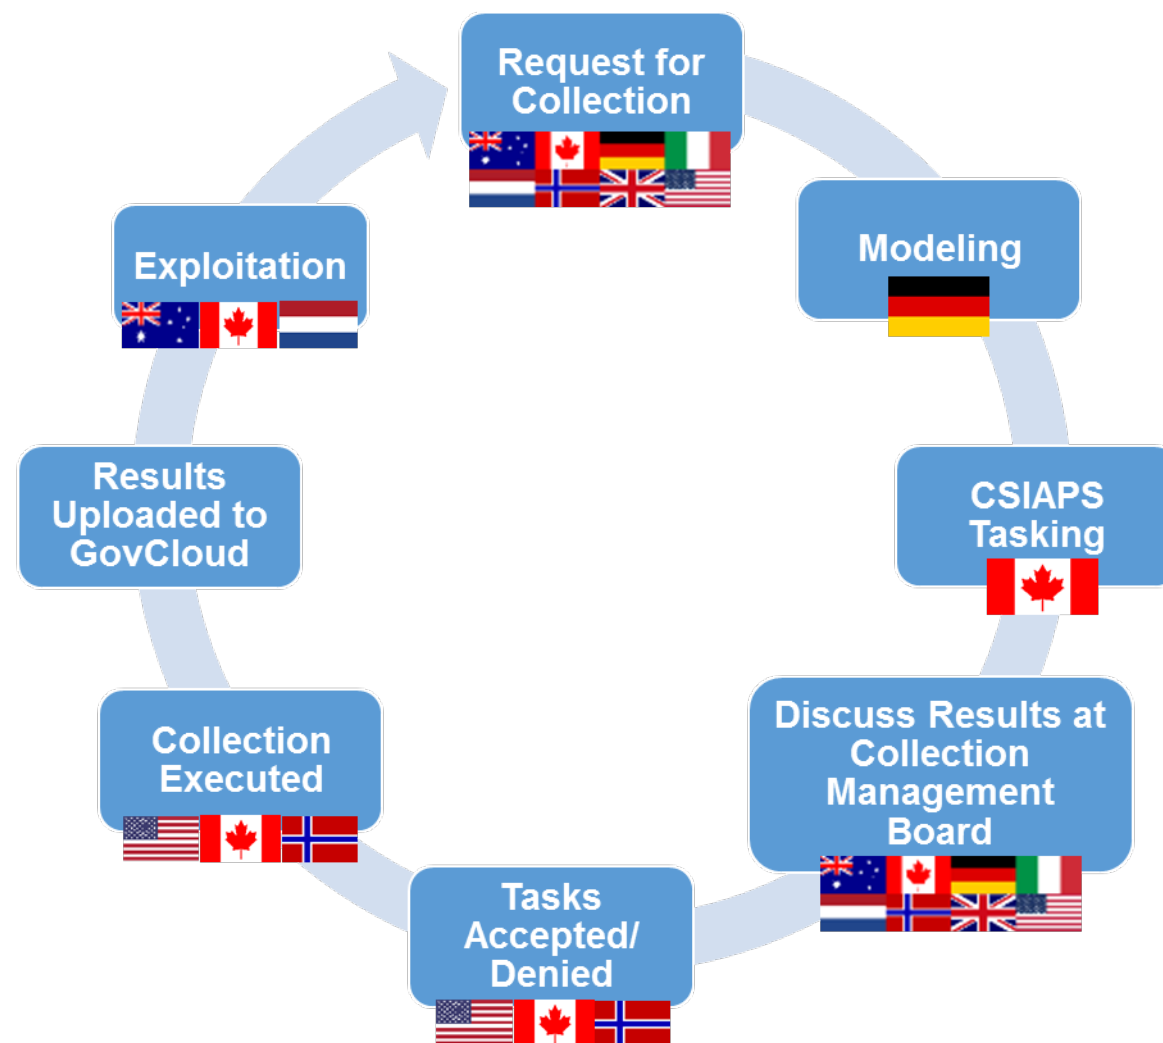 Request for
Collection
Modeling
CSIAPS
Tasking
Discuss Results at
Collection
Management
Board
Tasks
Accepted/
Denied
Collection
Executed
Results
Uploaded to
GovCloud
Exploitation